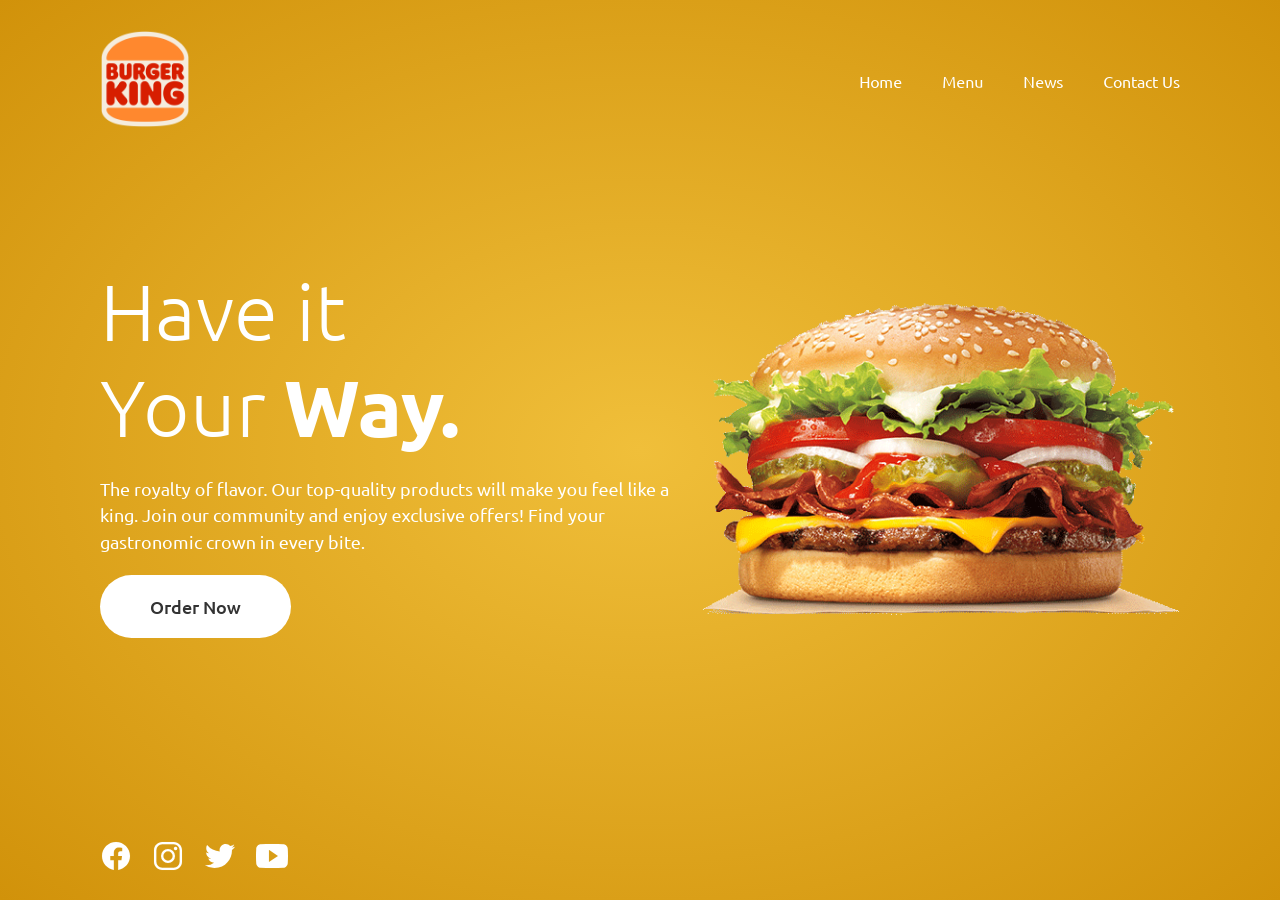 BURGER
KING
Home
Menu
News
Contact Us
Have it
Your Way.
The royalty of flavor. Our top-quality products will make you feel like a
king. Join our community and enjoy exclusive offers! Find your
gastronomic crown in every bite.
Order Now